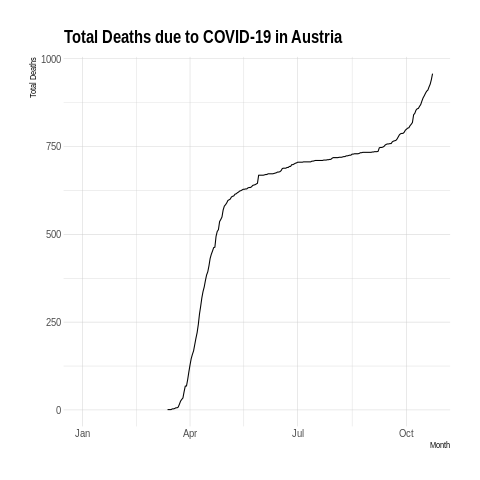 Total Deaths due to COVID-19 in Austria
Total Deaths
1000
750
500
250
0
Jan Apr Jul Oct
Month